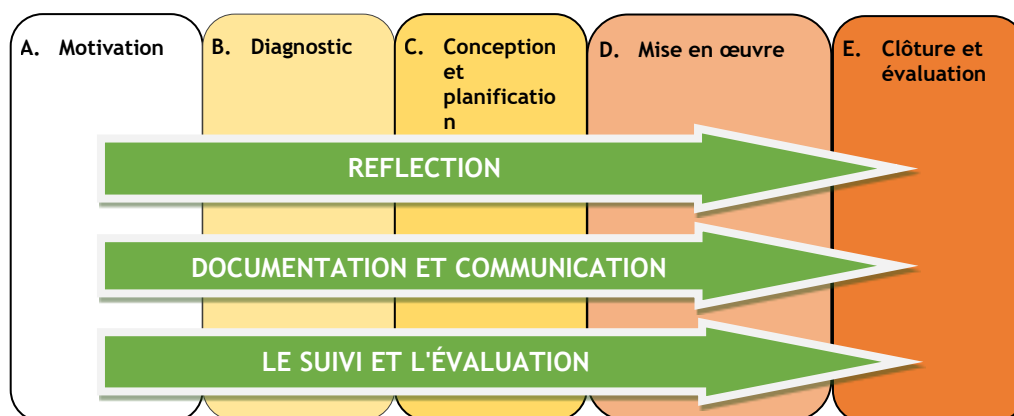 A. Motivation
B. Diagnostic
C. Conception
et
planificatio
n
D. Mise en œuvre
E. Clôture et
évaluation
REFLECTION
DOCUMENTATION ET COMMUNICATION
LE SUIVI ET L'ÉVALUATION